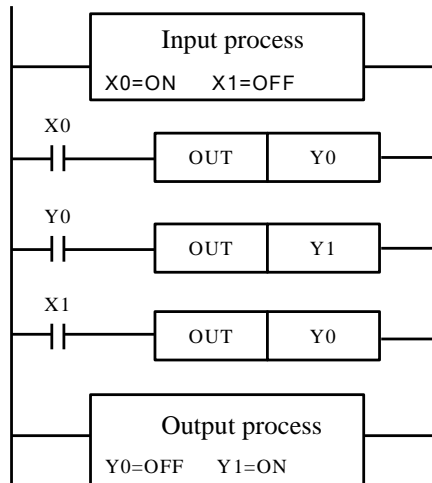 Input process
X0=ON X1=OFF
X0
OUT Y0
Y0
OUT Y1
X1
OUT Y0
Output process
Y0=OFF Y1=ON